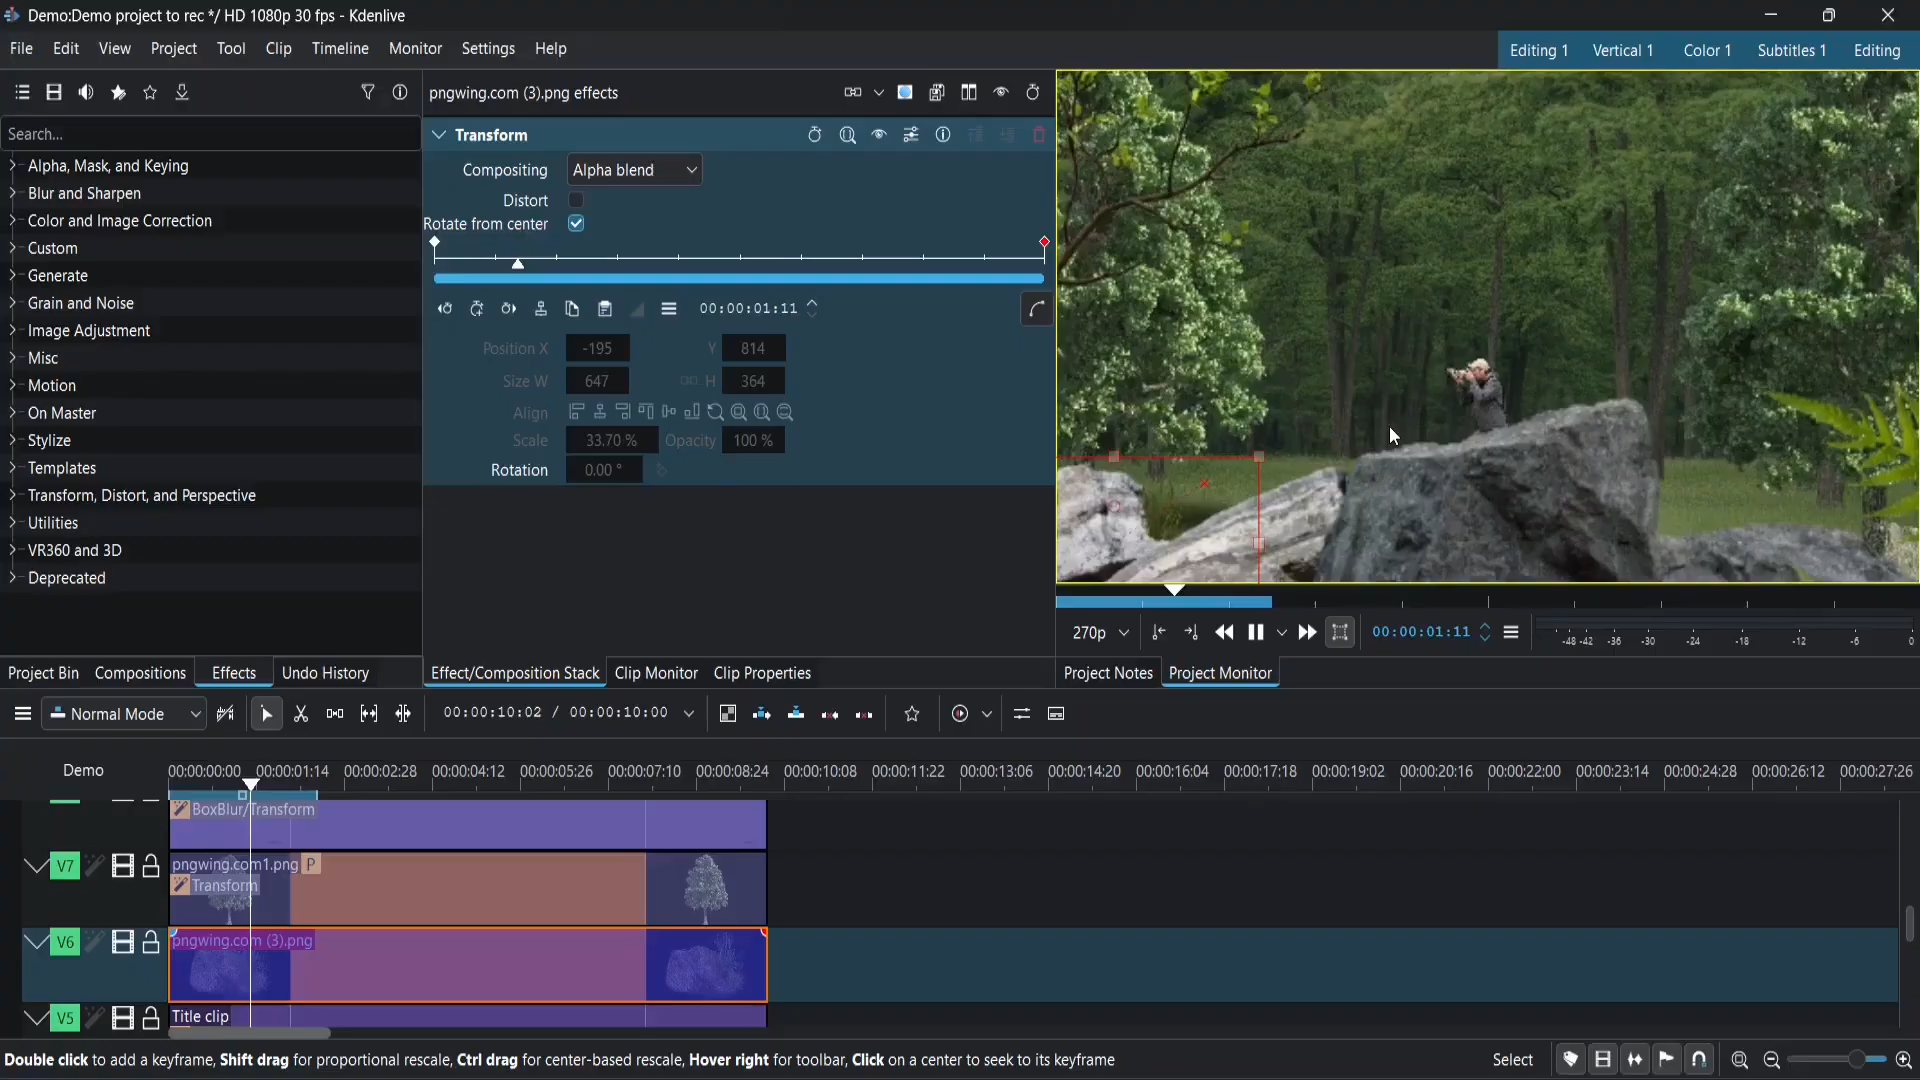 Demo:Demo project to rec */ HD 1080p 30 fps - Kdenlive
File Edit View Project Tool Clip Timeline Monitor Settings Help
Editing 1 Vertical 1 Color 1 Subtitles 1 Editing
pngwing.com (3).png effects
Search...
Alpha, Mask, and Keying
Blur and Sharpen
Color and Image Correction
Custom
Generate
Grain and Noise
Image Adjustment
Misc
Motion
On Master
Stylize
Templates
Transform, Distort, and Perspective
Utilities
VR360 and 3D
Deprecated
Transform
Compositing Alpha blend
Distort
Rotate from center
00:00:01:11
Position X -195 Y 814
Size W 647 H 364
Align
Scale 33.70 % Opacity 100 %
Rotation 0.00 °
270p 00:00:01:11 -48 -42 -36 -30 -24 -18 -12 -6 0
Project Bin Compositions Effects Undo History
Effect/Composition Stack Clip Monitor Clip Properties
Project Notes Project Monitor
Normal Mode 00:00:10:02 / 00:00:10:00
Demo 00:00:00:00 00:00:01:14 00:00:02:28 00:00:04:12 00:00:05:26 00:00:07:10 00:00:08:24 00:00:10:08 00:00:11:22 00:00:13:06 00:00:14:20 00:00:16:04 00:00:17:18 00:00:19:02 00:00:20:16 00:00:22:00 00:00:23:14 00:00:24:28 00:00:26:12 00:00:27:26
BoxBlur/Transform
V7 pngwing.com1.png P
Transform
V6 pngwing.com (3).png
V5 Title clip
Double click to add a keyframe, Shift drag for proportional rescale, Ctrl drag for center-based rescale, Hover right for toolbar, Click on a center to seek to its keyframe
Select